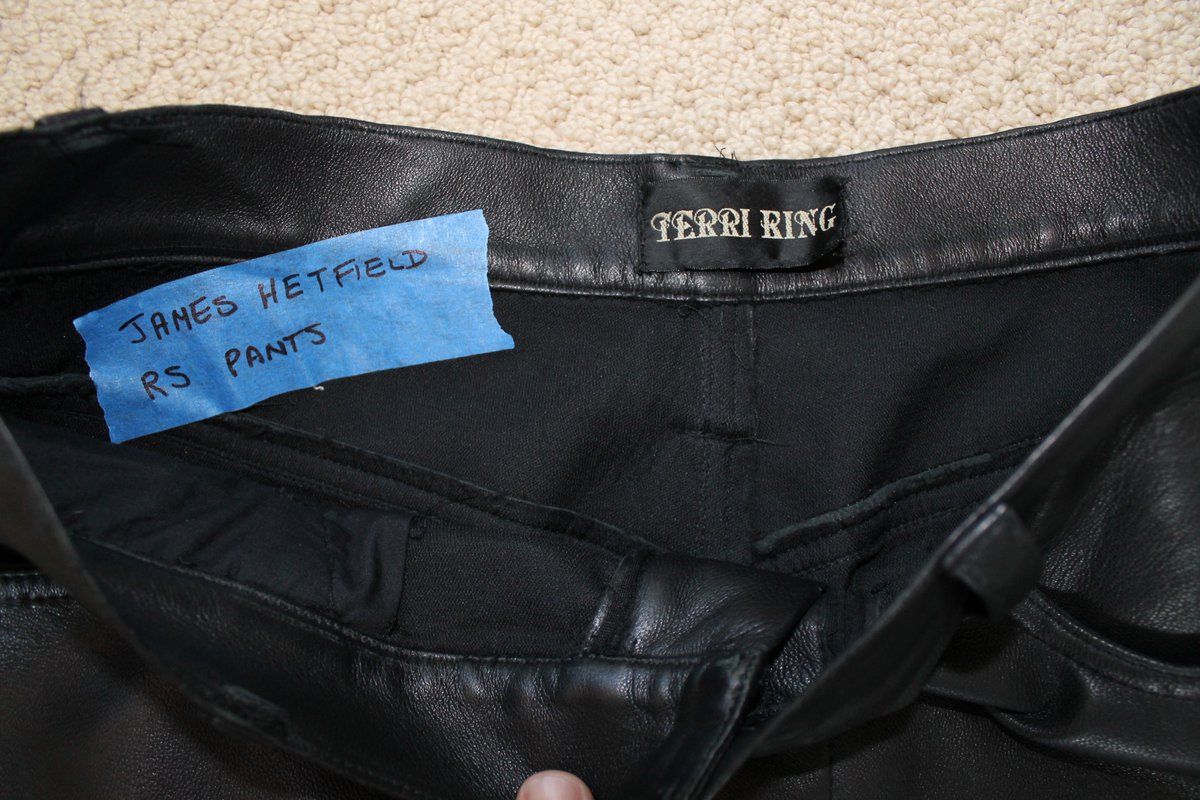 TERRI RING
JAMES HETFIELD
RS PANTS